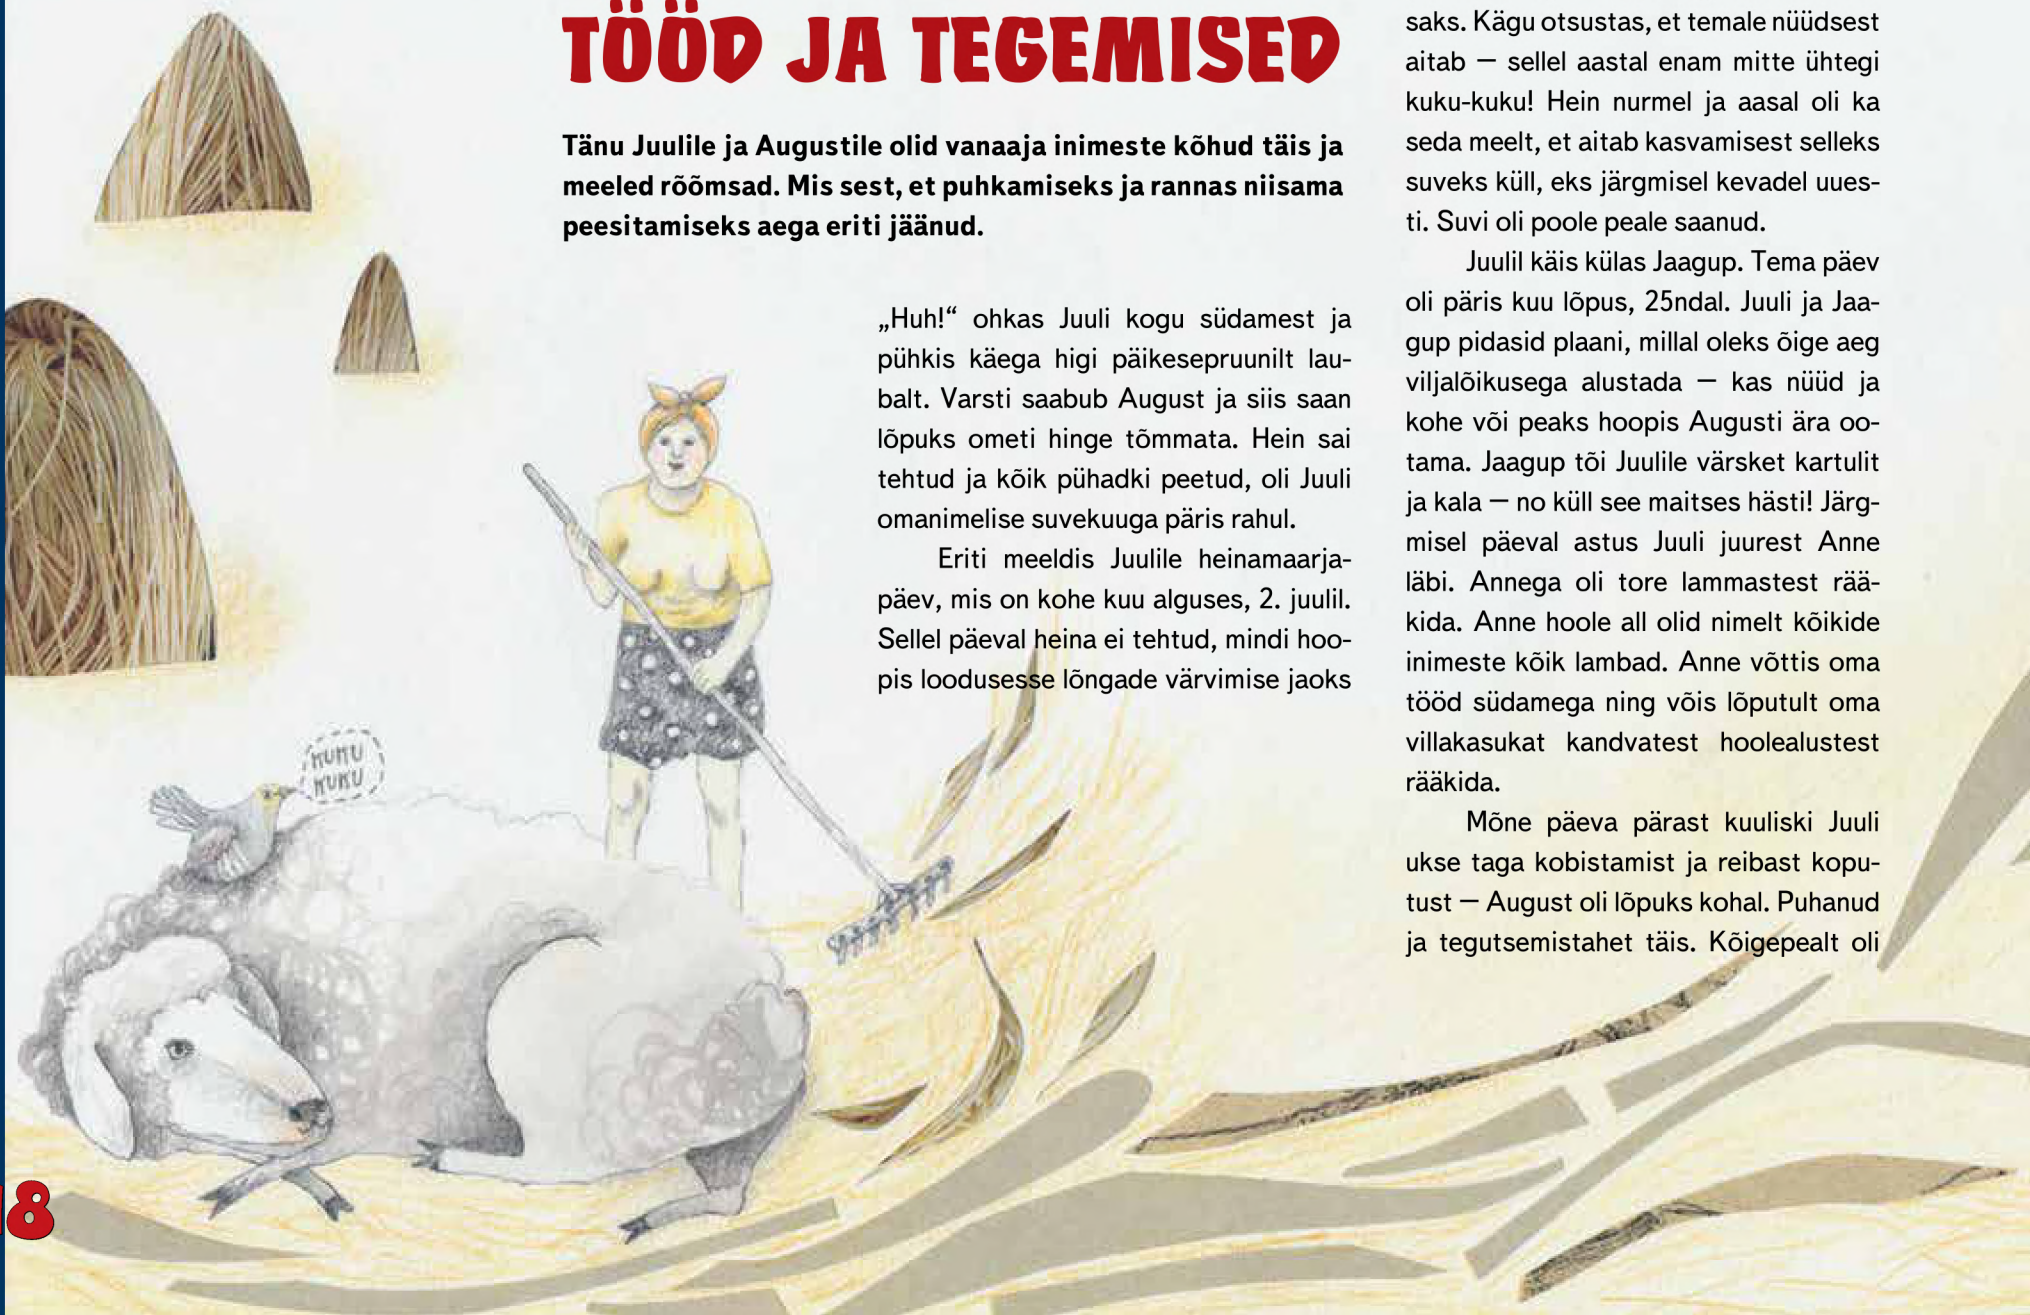 TÖÖD JA TEGEMISED
Tänu Juulile ja Augustile olid vanaaja inimeste kõhud täis ja
meeled rõõmsad. Mis sest, et puhkamiseks ja rannas niisama
peesitamiseks aega eriti jäänud.
„Huh!“ ohkas Juuli kogu südamest ja
pühkis käega higi päikesepruunilt lau-
balt. Varsti saabub August ja siis saan
lõpuks ometi hinge tõmmata. Hein sai
tehtud ja kõik pühadki peetud, oli Juuli
omanimelise suvekuuga päris rahul.
Eriti meeldis Juulile heinamaarja-
päev, mis on kohe kuu alguses, 2. juulil.
Sellel päeval heina ei tehtud, mindi hoo-
pis loodusesse lõngade värvimise jaoks
saks. Kägu otsustas, et temale nüüdsest
aitab — sellel aastal enam mitte ühtegi
kuku-kuku! Hein nurmel ja aasal oli ka
seda meelt, et aitab kasvamisest selleks
suveks küll, eks järgmisel kevadel uues-
ti. Suvi oli poole peale saanud.
Juulil käis külas Jaagup. Tema päev
oli päris kuu lõpus, 25ndal. Juuli ja Jaa-
gup pidasid plaani, millal oleks õige aeg
viljalõikusega alustada — kas nüüd ja
kohe või peaks hoopis Augusti ära oo-
tama. Jaagup tõi Juulile värsket kartulit
ja kala — no küll see maitses hästi! Järg-
misel päeval astus Juuli juurest Anne
läbi. Annega oli tore lammastest rää-
kida. Anne hoole all olid nimelt kõikide
inimeste kõik lambad. Anne võttis oma
tööd südamega ning võis lõputult oma
villakasukat kandvatest hoolealustest
rääkida.
Mõne päeva pärast kuuliski Juuli
ukse taga kobistamist ja reibast kopu-
tust — August oli lõpuks kohal. Puhanud
ja tegutsemistahet täis. Kõigepealt oli
KUKU
KUKU
18